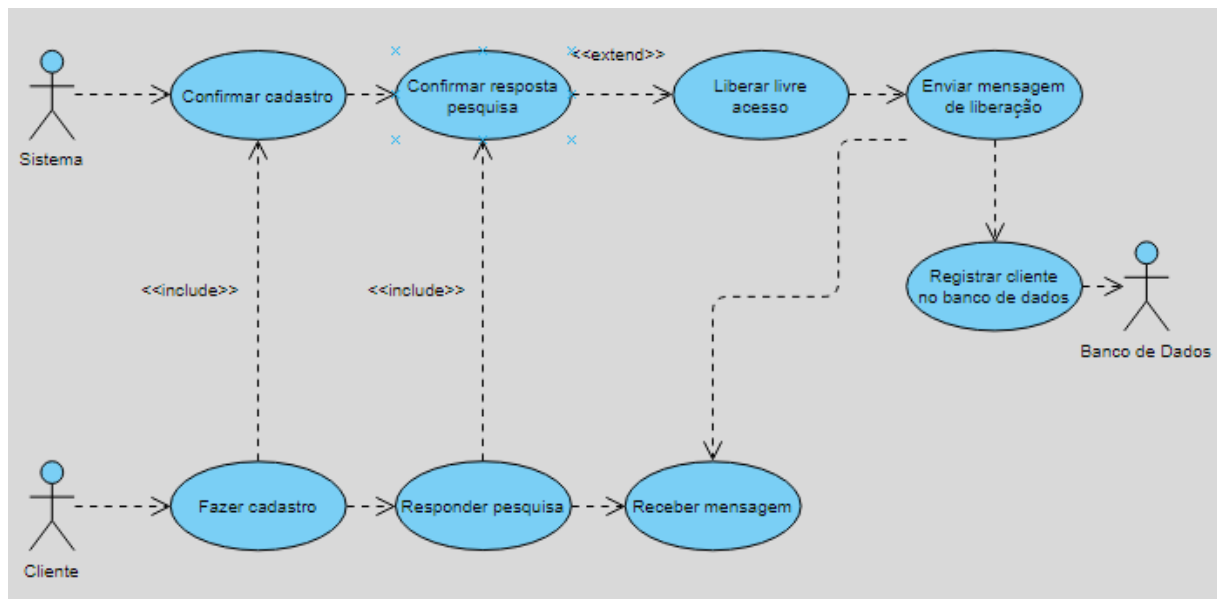 <<extend>>
Confirmar cadastro
Confirmar resposta
pesquisa
Liberar livre
acesso
Enviar mensagem
de liberação
Sistema
<<include>>
<<include>>
Registrar cliente
no banco de dados
Banco de Dados
Fazer cadastro
Responder pesquisa
Receber mensagem
Cliente